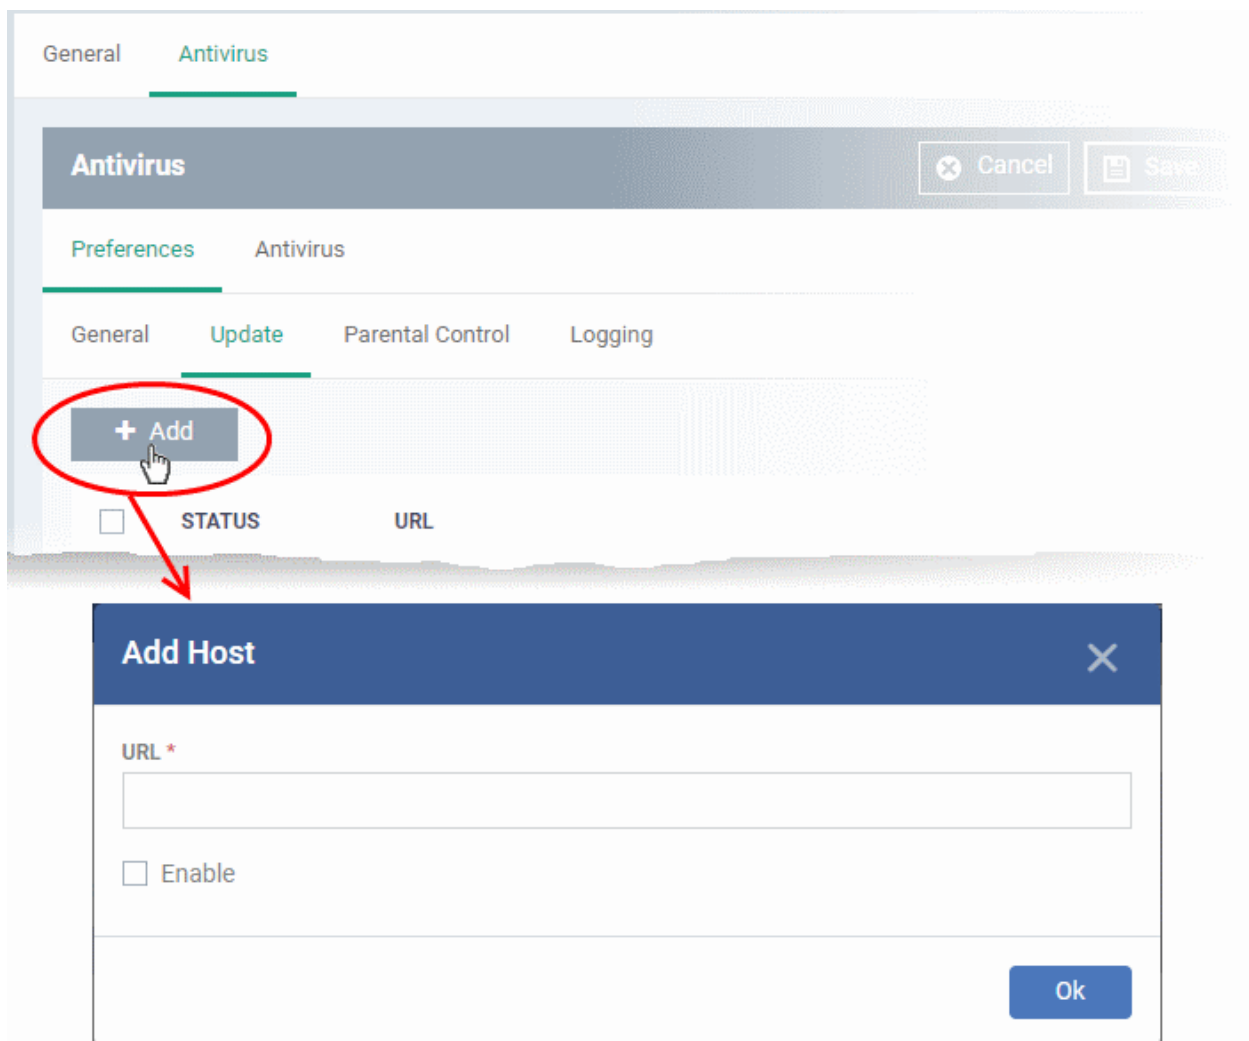 General Antivirus
Antivirus Cancel Save
Preferences Antivirus
General Update Parental Control Logging
+ Add
STATUS URL
Add Host
URL *
Enable
Ok